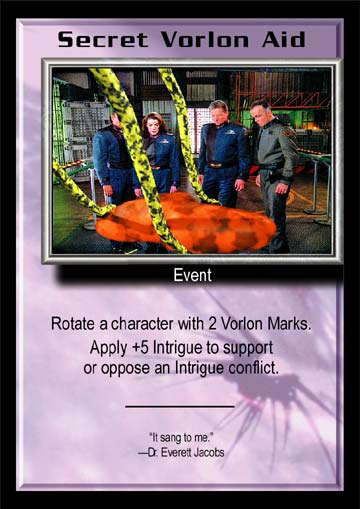 Secret Vorlon Aid
Event
Rotate a character with 2 Vorlon Marks.
Apply +5 Intrigue to support
or oppose an Intrigue conflict.
“It sang to me.”
—Dr. Everett Jacobs